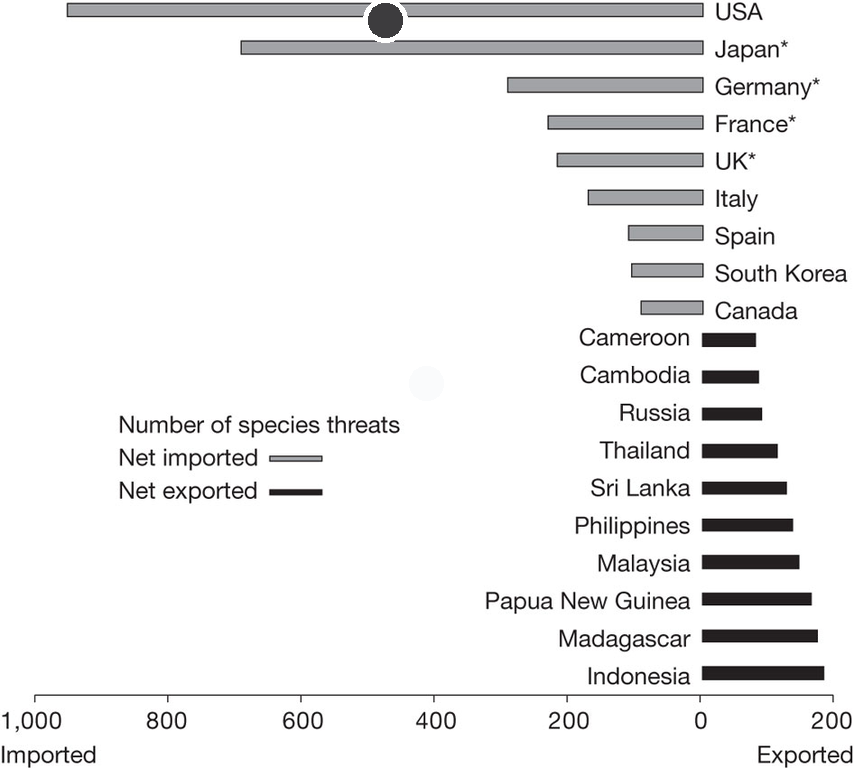 USA
Japan*
Germany*
France*
UK*
Italy
Spain
South Korea
Canada
Cameroon
Cambodia
Russia
Thailand
Sri Lanka
Philippines
Malaysia
Papua New Guinea
Madagascar
Indonesia
Number of species threats
Net imported
Net exported
1,000 800 600 400 200 0 200
Imported Exported